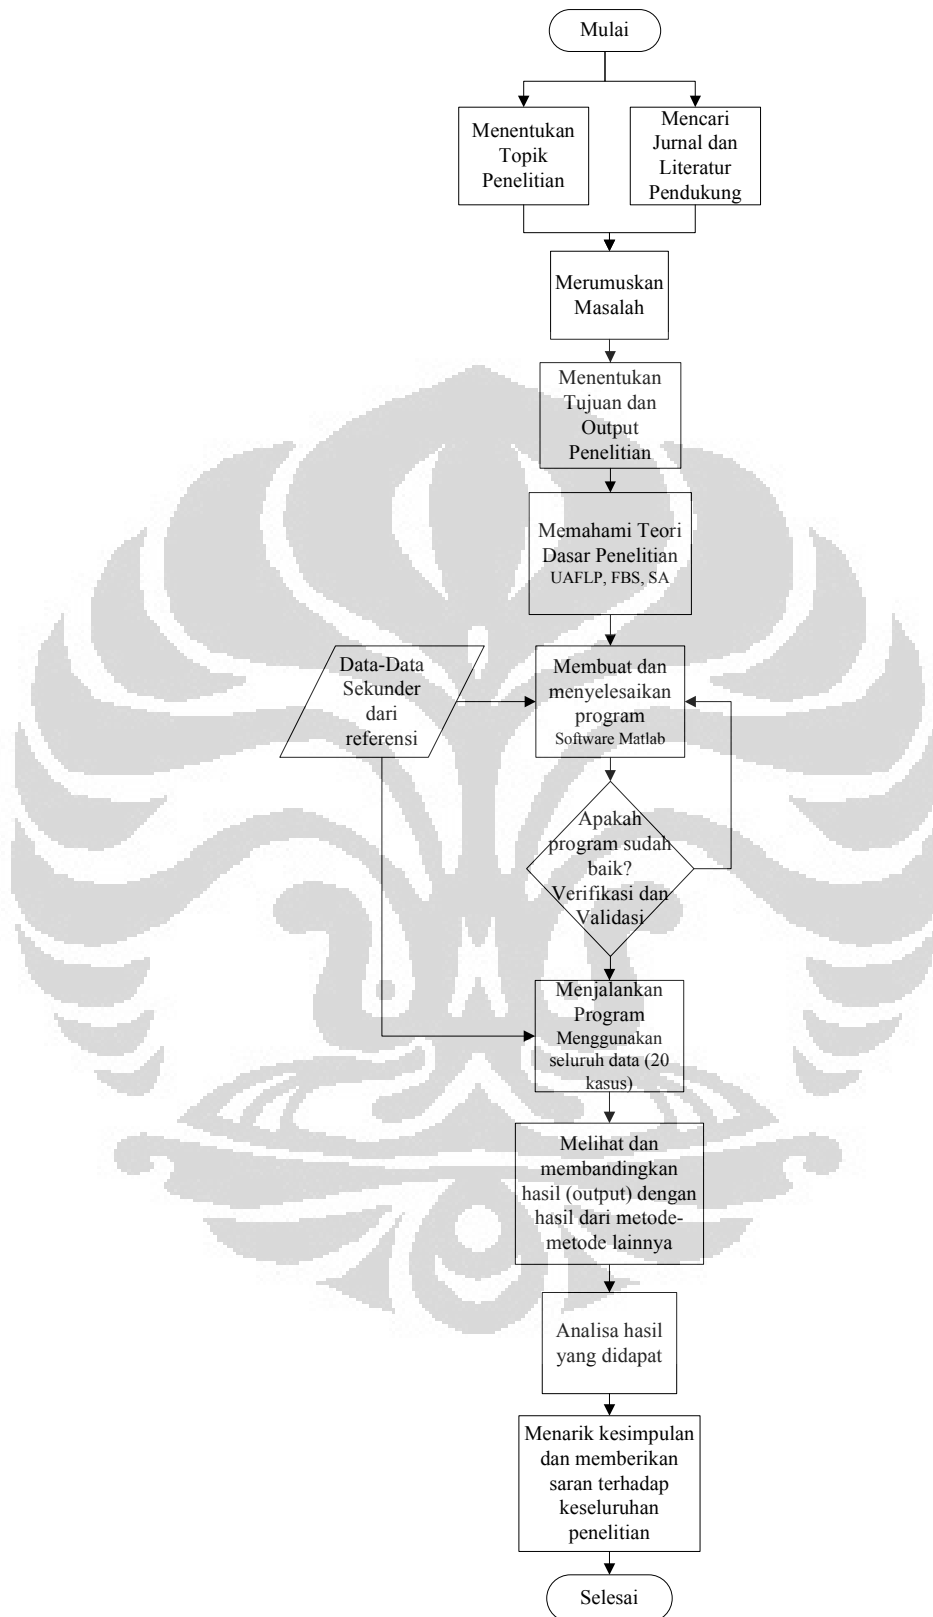 Mulai
Menentukan
Topik
Penelitian
Mencari
Jurnal dan
Literatur
Pendukung
Merumuskan
Masalah
Menentukan
Tujuan dan
Output
Penelitian
Memahami Teori
Dasar Penelitian
UAFLP, FBS, SA
Data-Data
Sekunder
dari
referensi
Membuat dan
menyelesaikan
program
Software Matlab
Apakah
program sudah
baik?
Verifikasi dan
Validasi
Menjalankan
Program
Menggunakan
seluruh data (20
kasus)
Melihat dan
membandingkan
hasil (output) dengan
hasil dari metode-
metode lainnya
Analisa hasil
yang didapat
Menarik kesimpulan
dan memberikan
saran terhadap
keseluruhan
penelitian
Selesai